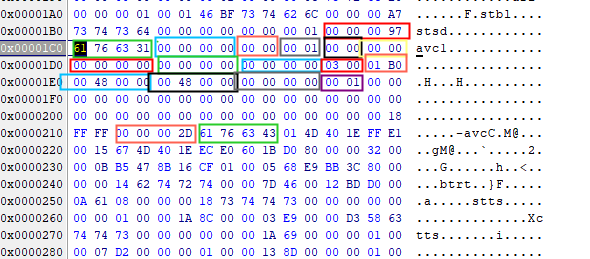 0x000001A0 00 00 00 01 00 01 46 BF 73 74 62 6C 00 00 00 A7 ......F.stbl....
0x000001B0 73 74 73 64 00 00 00 00 00 00 00 01 00 00 00 97 stsd............
0x000001C0 61 76 63 31 00 00 00 00 00 00 00 01 00 00 00 00 avc1............
0x000001D0 00 00 00 00 00 00 00 00 00 00 00 00 03 00 01 B0 ................
0x000001E0 00 48 00 00 00 48 00 00 00 00 00 00 00 01 00 00 .H...H..........
0x000001F0 00 00 00 00 00 00 00 00 00 00 00 00 00 00 00 00 ................
0x00000200 00 00 00 00 00 00 00 00 00 00 00 00 00 00 00 18 ................
0x00000210 FF FF 00 00 00 2D 61 76 63 43 01 4D 40 1E FF E1 .....-avcC.M@...
0x00000220 00 15 67 4D 40 1E EC E0 60 1B D0 80 00 00 32 00 ..gM@...`.....2.
0x00000230 00 0B B5 47 8B 16 CF 01 00 05 68 E9 BB 3C 80 00 ...G......h..<..
0x00000240 00 00 14 62 74 72 74 00 00 7D 46 00 12 BD D0 00 ...btrt..}F.....
0x00000250 0A 61 08 00 00 00 18 73 74 74 73 00 00 00 00 00 .a.....stts.....
0x00000260 00 00 01 00 00 1A 8C 00 00 03 E9 00 00 D3 58 63 ..............Xc
0x00000270 74 74 73 00 00 00 00 00 00 1A 69 00 00 00 01 00 tts.......i.....
0x00000280 00 07 D2 00 00 00 01 00 00 13 8D 00 00 00 01 00 ................